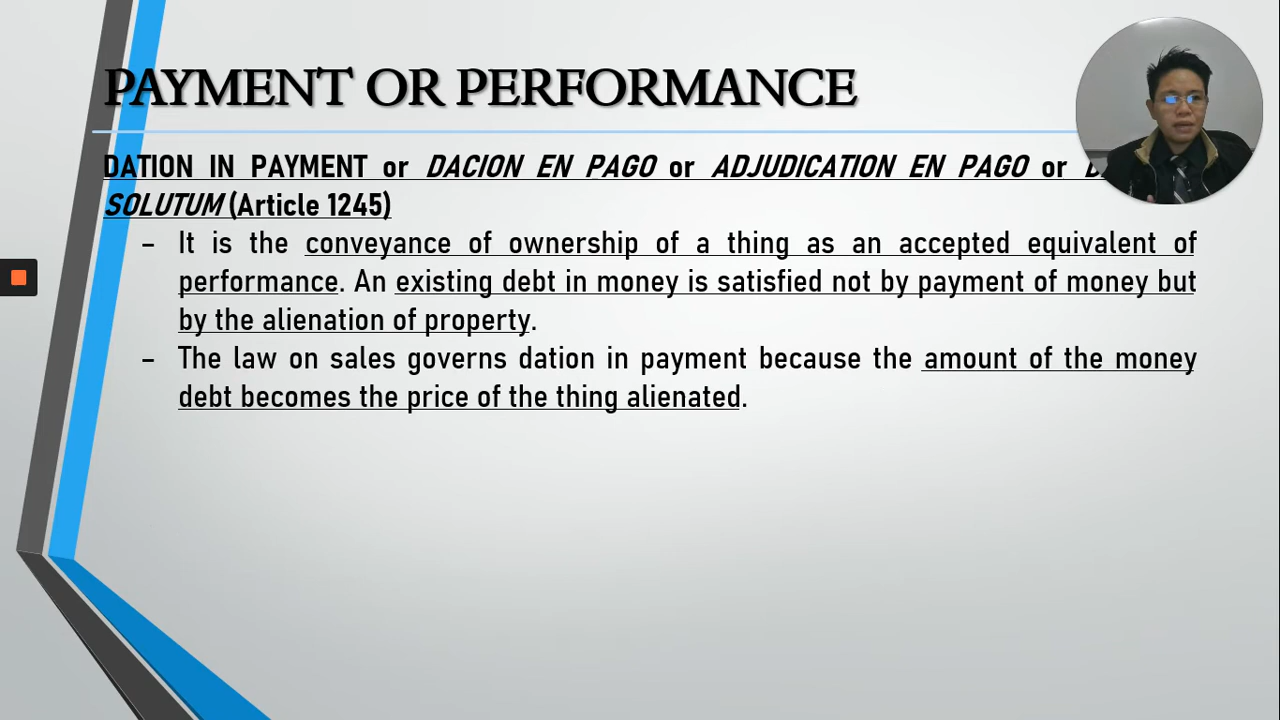 PAYMENT OR PERFORMANCE
DATION IN PAYMENT or DACION EN PAGO or ADJUDICATION EN PAGO or
SOLUTUM (Article 1245)
– It is the conveyance of ownership of a thing as an accepted equivalent of
performance. An existing debt in money is satisfied not by payment of money but
by the alienation of property.
– The law on sales governs dation in payment because the amount of the money
debt becomes the price of the thing alienated.